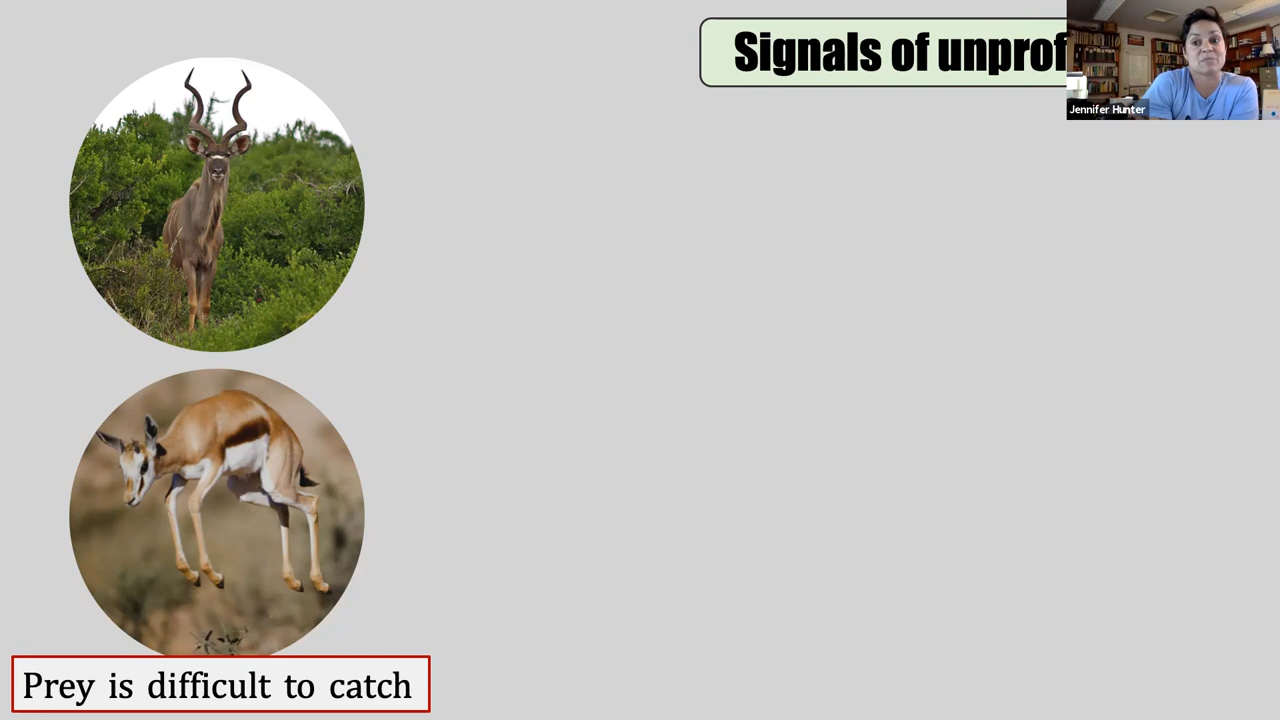 Signals of unprof
Jennifer Hunter
Prey is difficult to catch